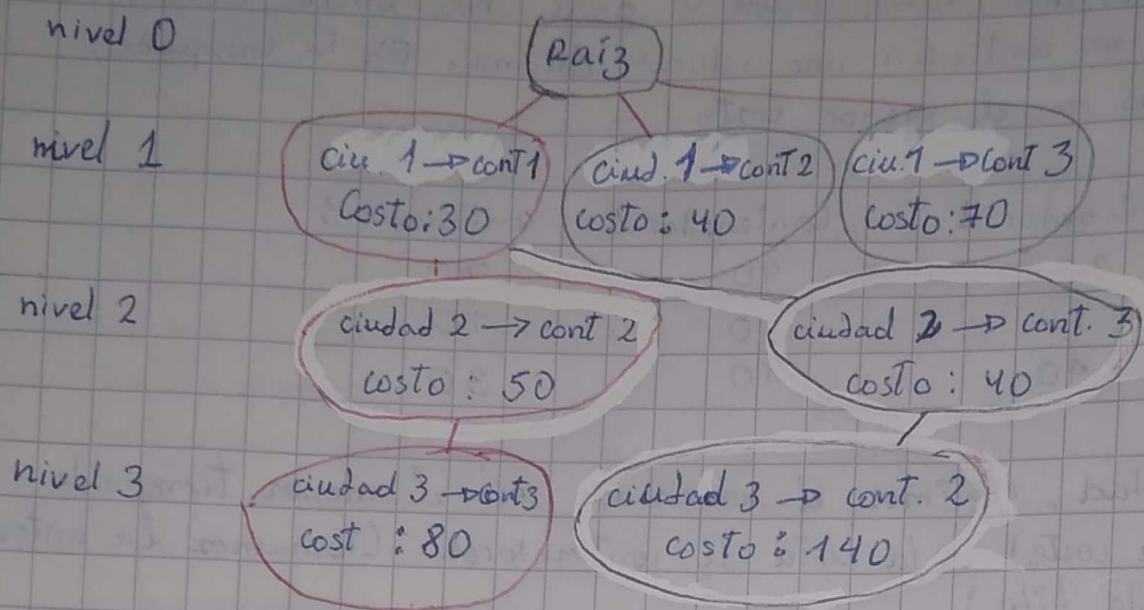 nivel 0
Raíz
nivel 1
ciu. 1 → cont 1
Costo: 30
ciud. 1 → cont 2
costo: 40
ciu. 1 → Cont 3
costo: 70
nivel 2
ciudad 2 → cont 2
costo : 50
ciudad 2 → cont. 3
costo : 40
nivel 3
ciudad 3 → cont 3
cost : 80
ciudad 3 → cont. 2
costo : 140